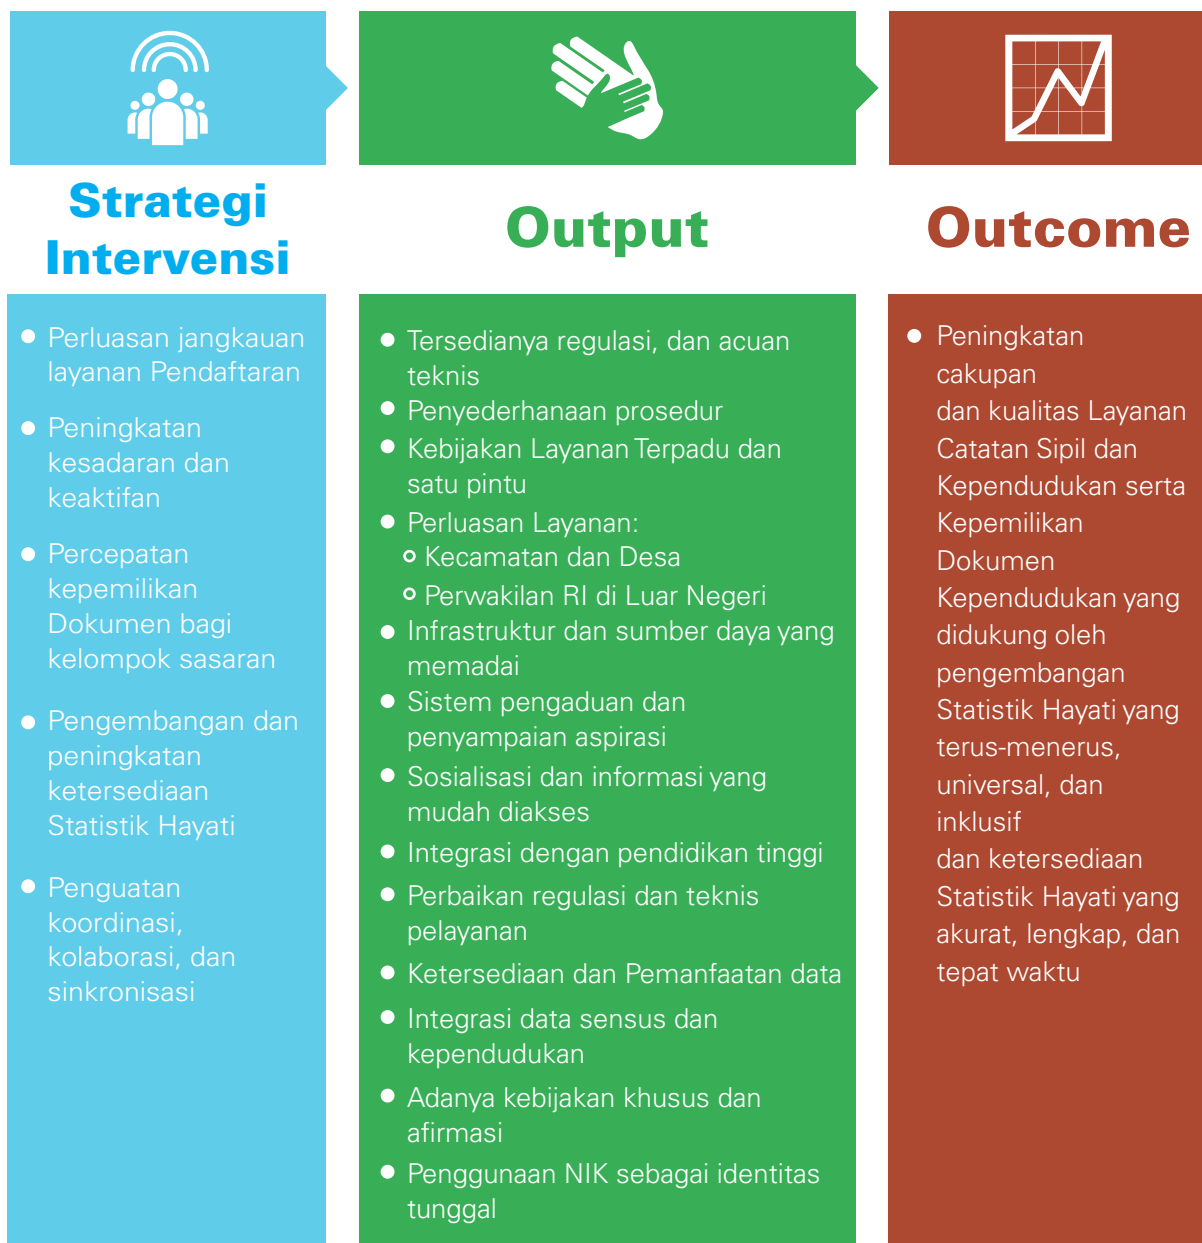 Strategi
Intervensi
Perluasan jangkauan
layanan Pendaftaran
Peningkatan
kesadaran dan
keaktifan
Percepatan
kepemilikan
Dokumen bagi
kelompok sasaran
Pengembangan dan
peningkatan
ketersediaan
Statistik Hayati
Penguatan
koordinasi,
kolaborasi, dan
sinkronisasi
Output
Tersedianya regulasi, dan acuan
teknis
Penyederhanaan prosedur
Kebijakan Layanan Terpadu dan
satu pintu
Perluasan Layanan:
Kecamatan dan Desa
Perwakilan RI di Luar Negeri
Infrastruktur dan sumber daya yang
memadai
Sistem pengaduan dan
penyampaian aspirasi
Sosialisasi dan informasi yang
mudah diakses
Integrasi dengan pendidikan tinggi
Perbaikan regulasi dan teknis
pelayanan
Ketersediaan dan Pemanfaatan data
Integrasi data sensus dan
kependudukan
Adanya kebijakan khusus dan
afirmasi
Penggunaan NIK sebagai identitas
tunggal
Outcome
Peningkatan
cakupan
dan kualitas Layanan
Catatan Sipil dan
Kependudukan serta
Kepemilikan
Dokumen
Kependudukan yang
didukung oleh
pengembangan
Statistik Hayati yang
terus-menerus,
universal, dan
inklusif
dan ketersediaan
Statistik Hayati yang
akurat, lengkap, dan
tepat waktu